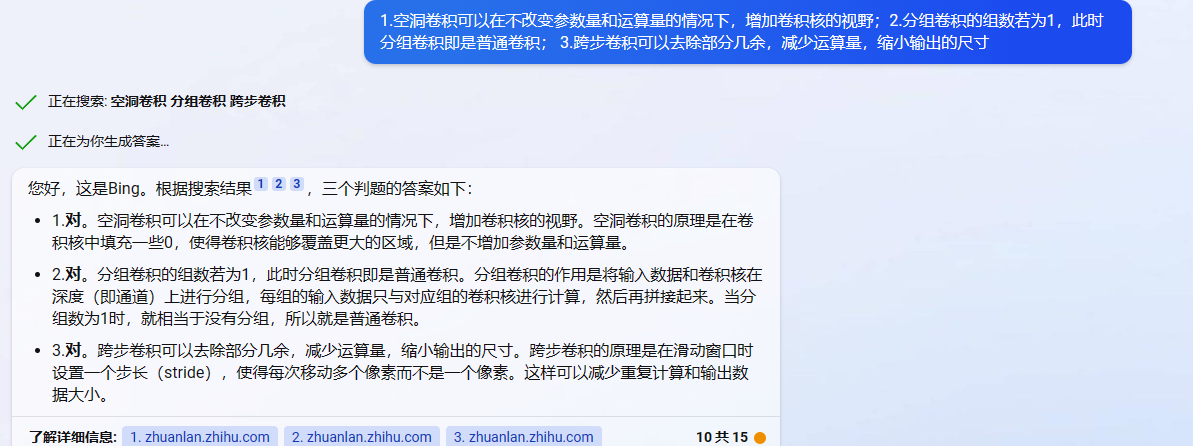 1.空洞卷积可以在不改变参数量和运算量的情况下，增加卷积核的视野；2.分组卷积的组数若为1，此时
分组卷积即是普通卷积； 3.跨步卷积可以去除部分几余，减少运算量，缩小输出的尺寸
正在搜索: 空洞卷积 分组卷积 跨步卷积
正在为你生成答案...
您好，这是Bing。根据搜索结果 1 2 3 ，三个判题的答案如下：
• 1.对。空洞卷积可以在不改变参数量和运算量的情况下，增加卷积核的视野。空洞卷积的原理是在卷
积核中填充一些0，使得卷积核能够覆盖更大的区域，但是不增加参数量和运算量。
• 2.对。分组卷积的组数若为1，此时分组卷积即是普通卷积。分组卷积的作用是将输入数据和卷积核在
深度（即通道）上进行分组，每组的输入数据只与对应组的卷积核进行计算，然后再拼接起来。当分
组数为1时，就相当于没有分组，所以就是普通卷积。
• 3.对。跨步卷积可以去除部分几余，减少运算量，缩小输出的尺寸。跨步卷积的原理是在滑动窗口时
设置一个步长（stride），使得每次移动多个像素而不是一个像素。这样可以减少重复计算和输出数
据大小。
了解详细信息: 1. zhuanlan.zhihu.com 2. zhuanlan.zhihu.com 3. zhuanlan.zhihu.com 10 共 15